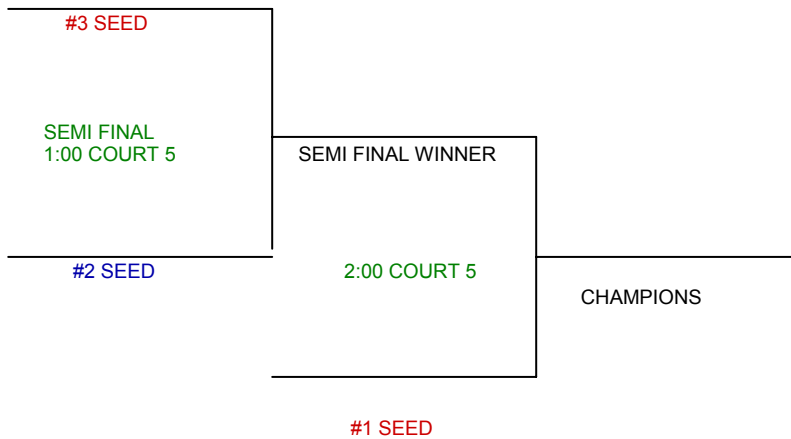 #3 SEED
SEMI FINAL
1:00 COURT 5
SEMI FINAL WINNER
#2 SEED
2:00 COURT 5
CHAMPIONS
#1 SEED